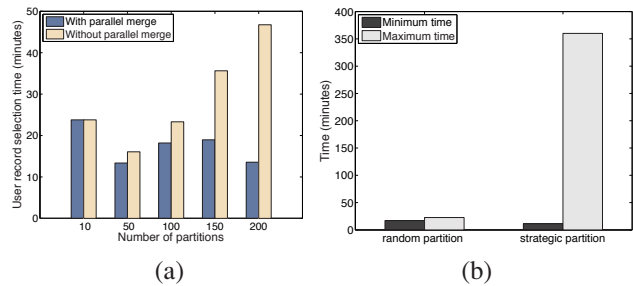 User record selection time (minutes)
50
40
30
20
10
0
With parallel merge
Without parallel merge
10
50
100
150
200
Number of partitions
(a)
Time (minutes)
400
350
300
250
200
150
100
50
0
Minimum time
Maximum time
random partition
strategic partition
(b)